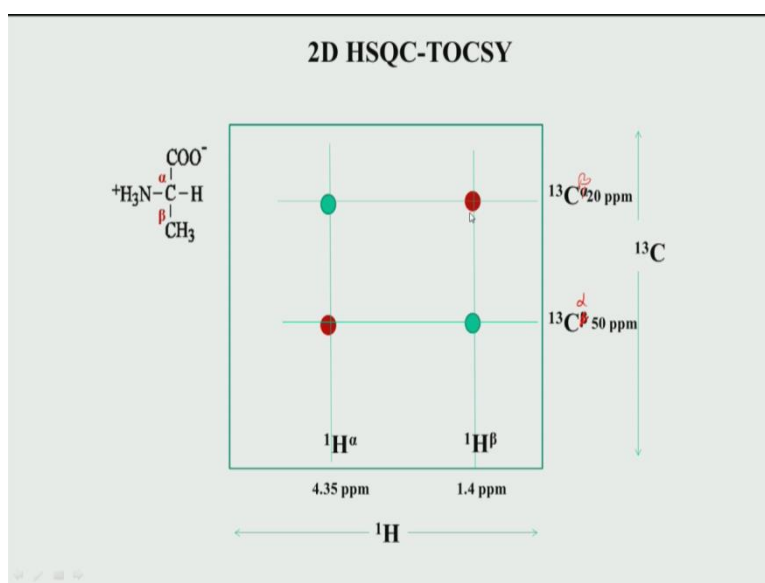 2D HSQC-TOCSY
COO⁻
α
⁺H₃N-C-H
β
CH₃
¹³Cβ 20 ppm
¹³C
¹³Cα 50 ppm
¹Hᵅ
¹Hᵝ
4.35 ppm
1.4 ppm
¹H